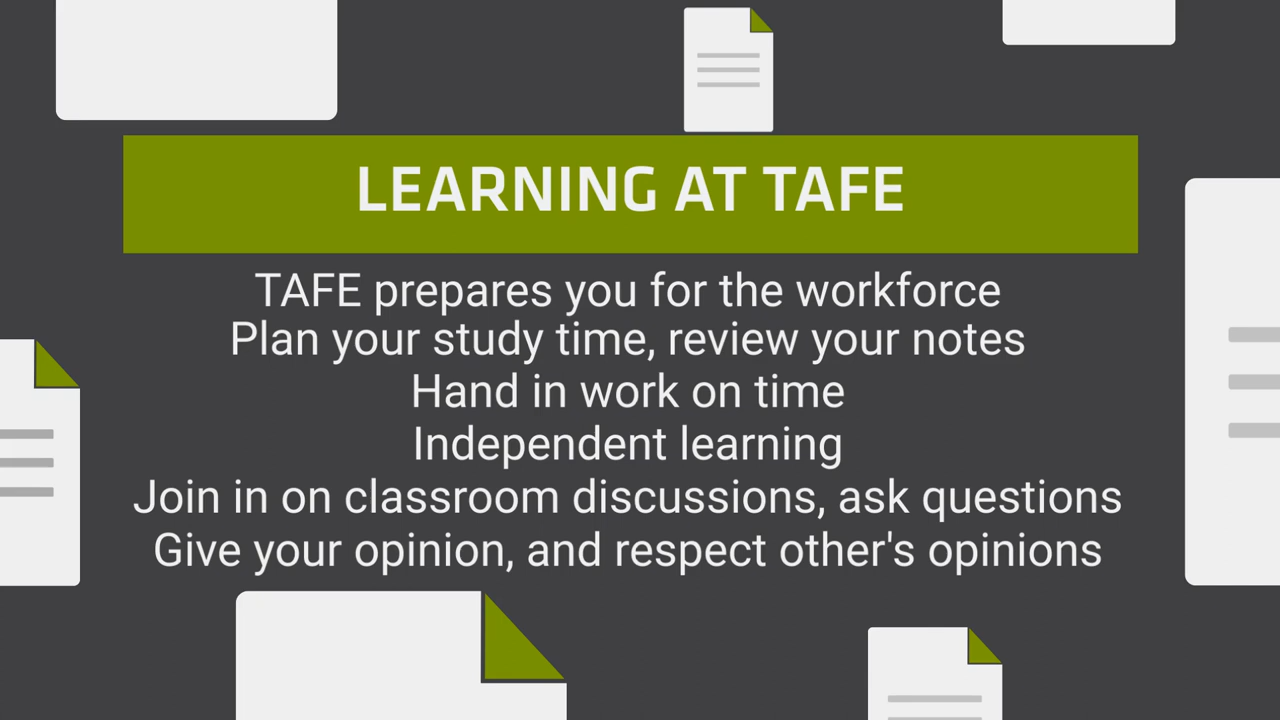 LEARNING AT TAFE
TAFE prepares you for the workforce
Plan your study time, review your notes
Hand in work on time
Independent learning
Join in on classroom discussions, ask questions
Give your opinion, and respect other's opinions